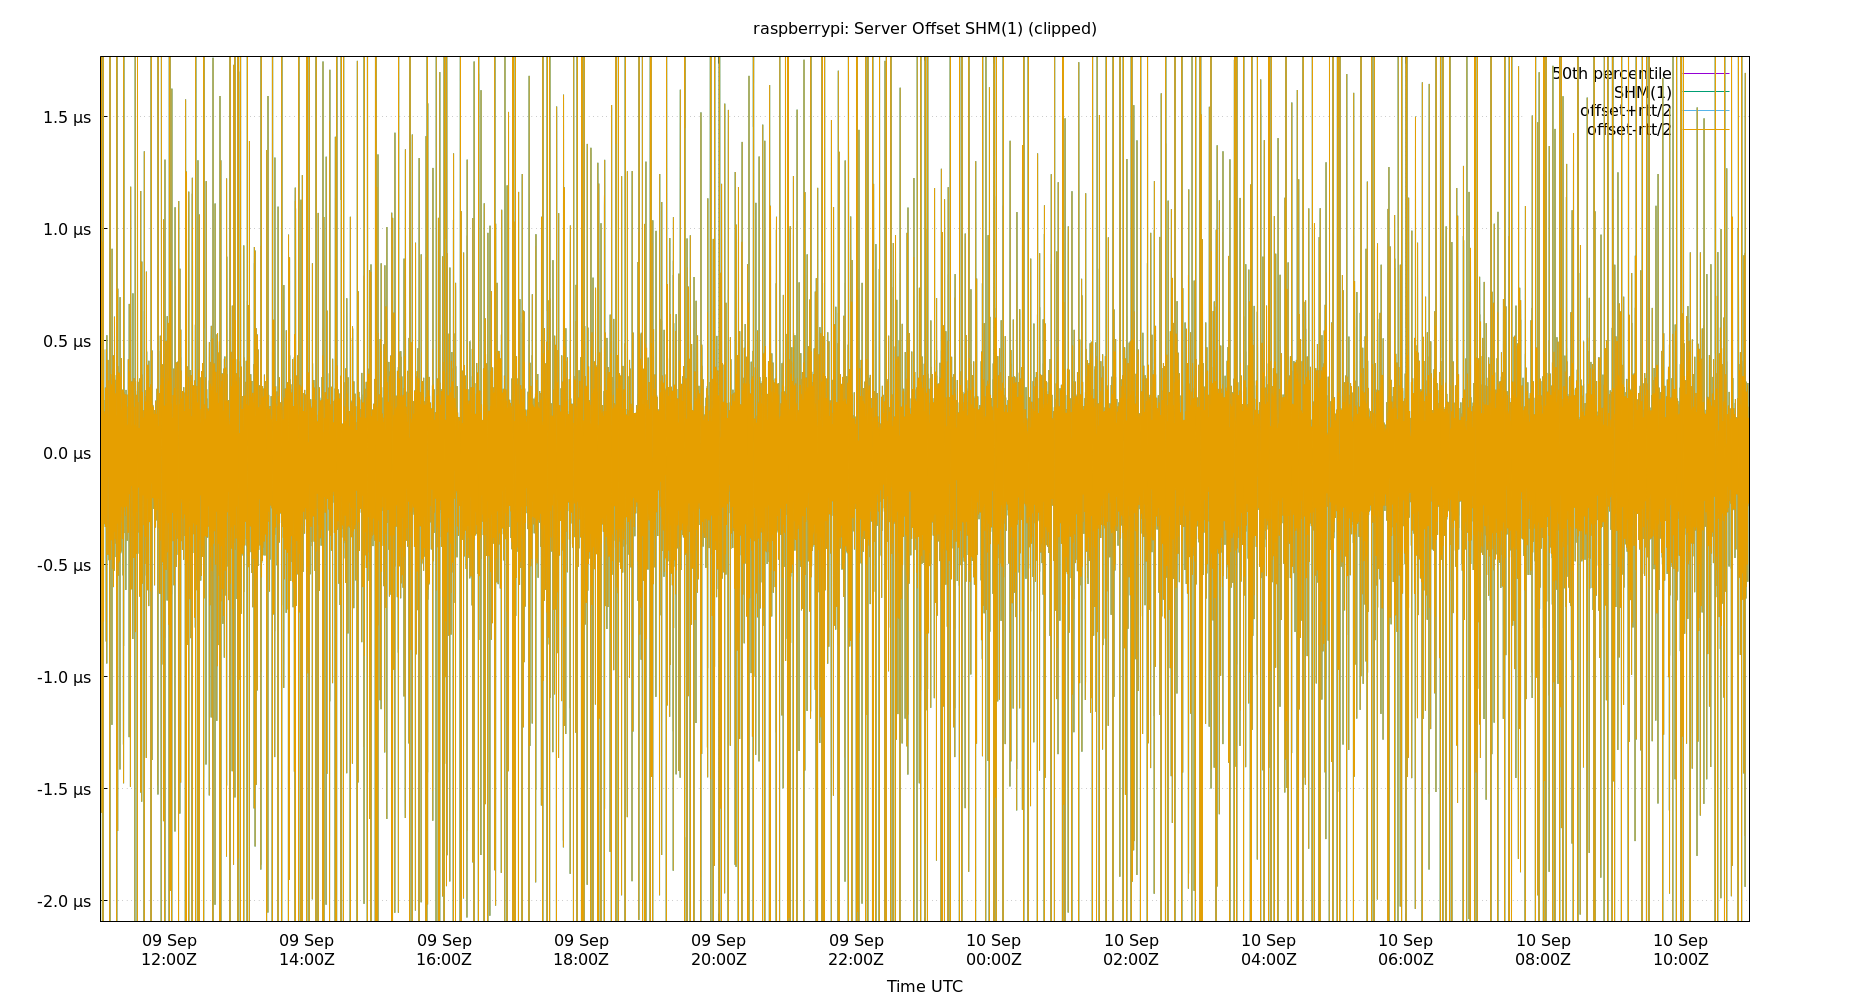 raspberrypi: Server Offset SHM(1) (clipped)
50th percentile
SHM(1)
offset+rtt/2
offset-rtt/2
1.5 µs
1.0 µs
0.5 µs
0.0 µs
-0.5 µs
-1.0 µs
-1.5 µs
-2.0 µs
09 Sep 09 Sep 09 Sep 09 Sep 09 Sep 09 Sep 10 Sep 10 Sep 10 Sep 10 Sep 10 Sep 10 Sep
12:00Z 14:00Z 16:00Z 18:00Z 20:00Z 22:00Z 00:00Z 02:00Z 04:00Z 06:00Z 08:00Z 10:00Z
Time UTC